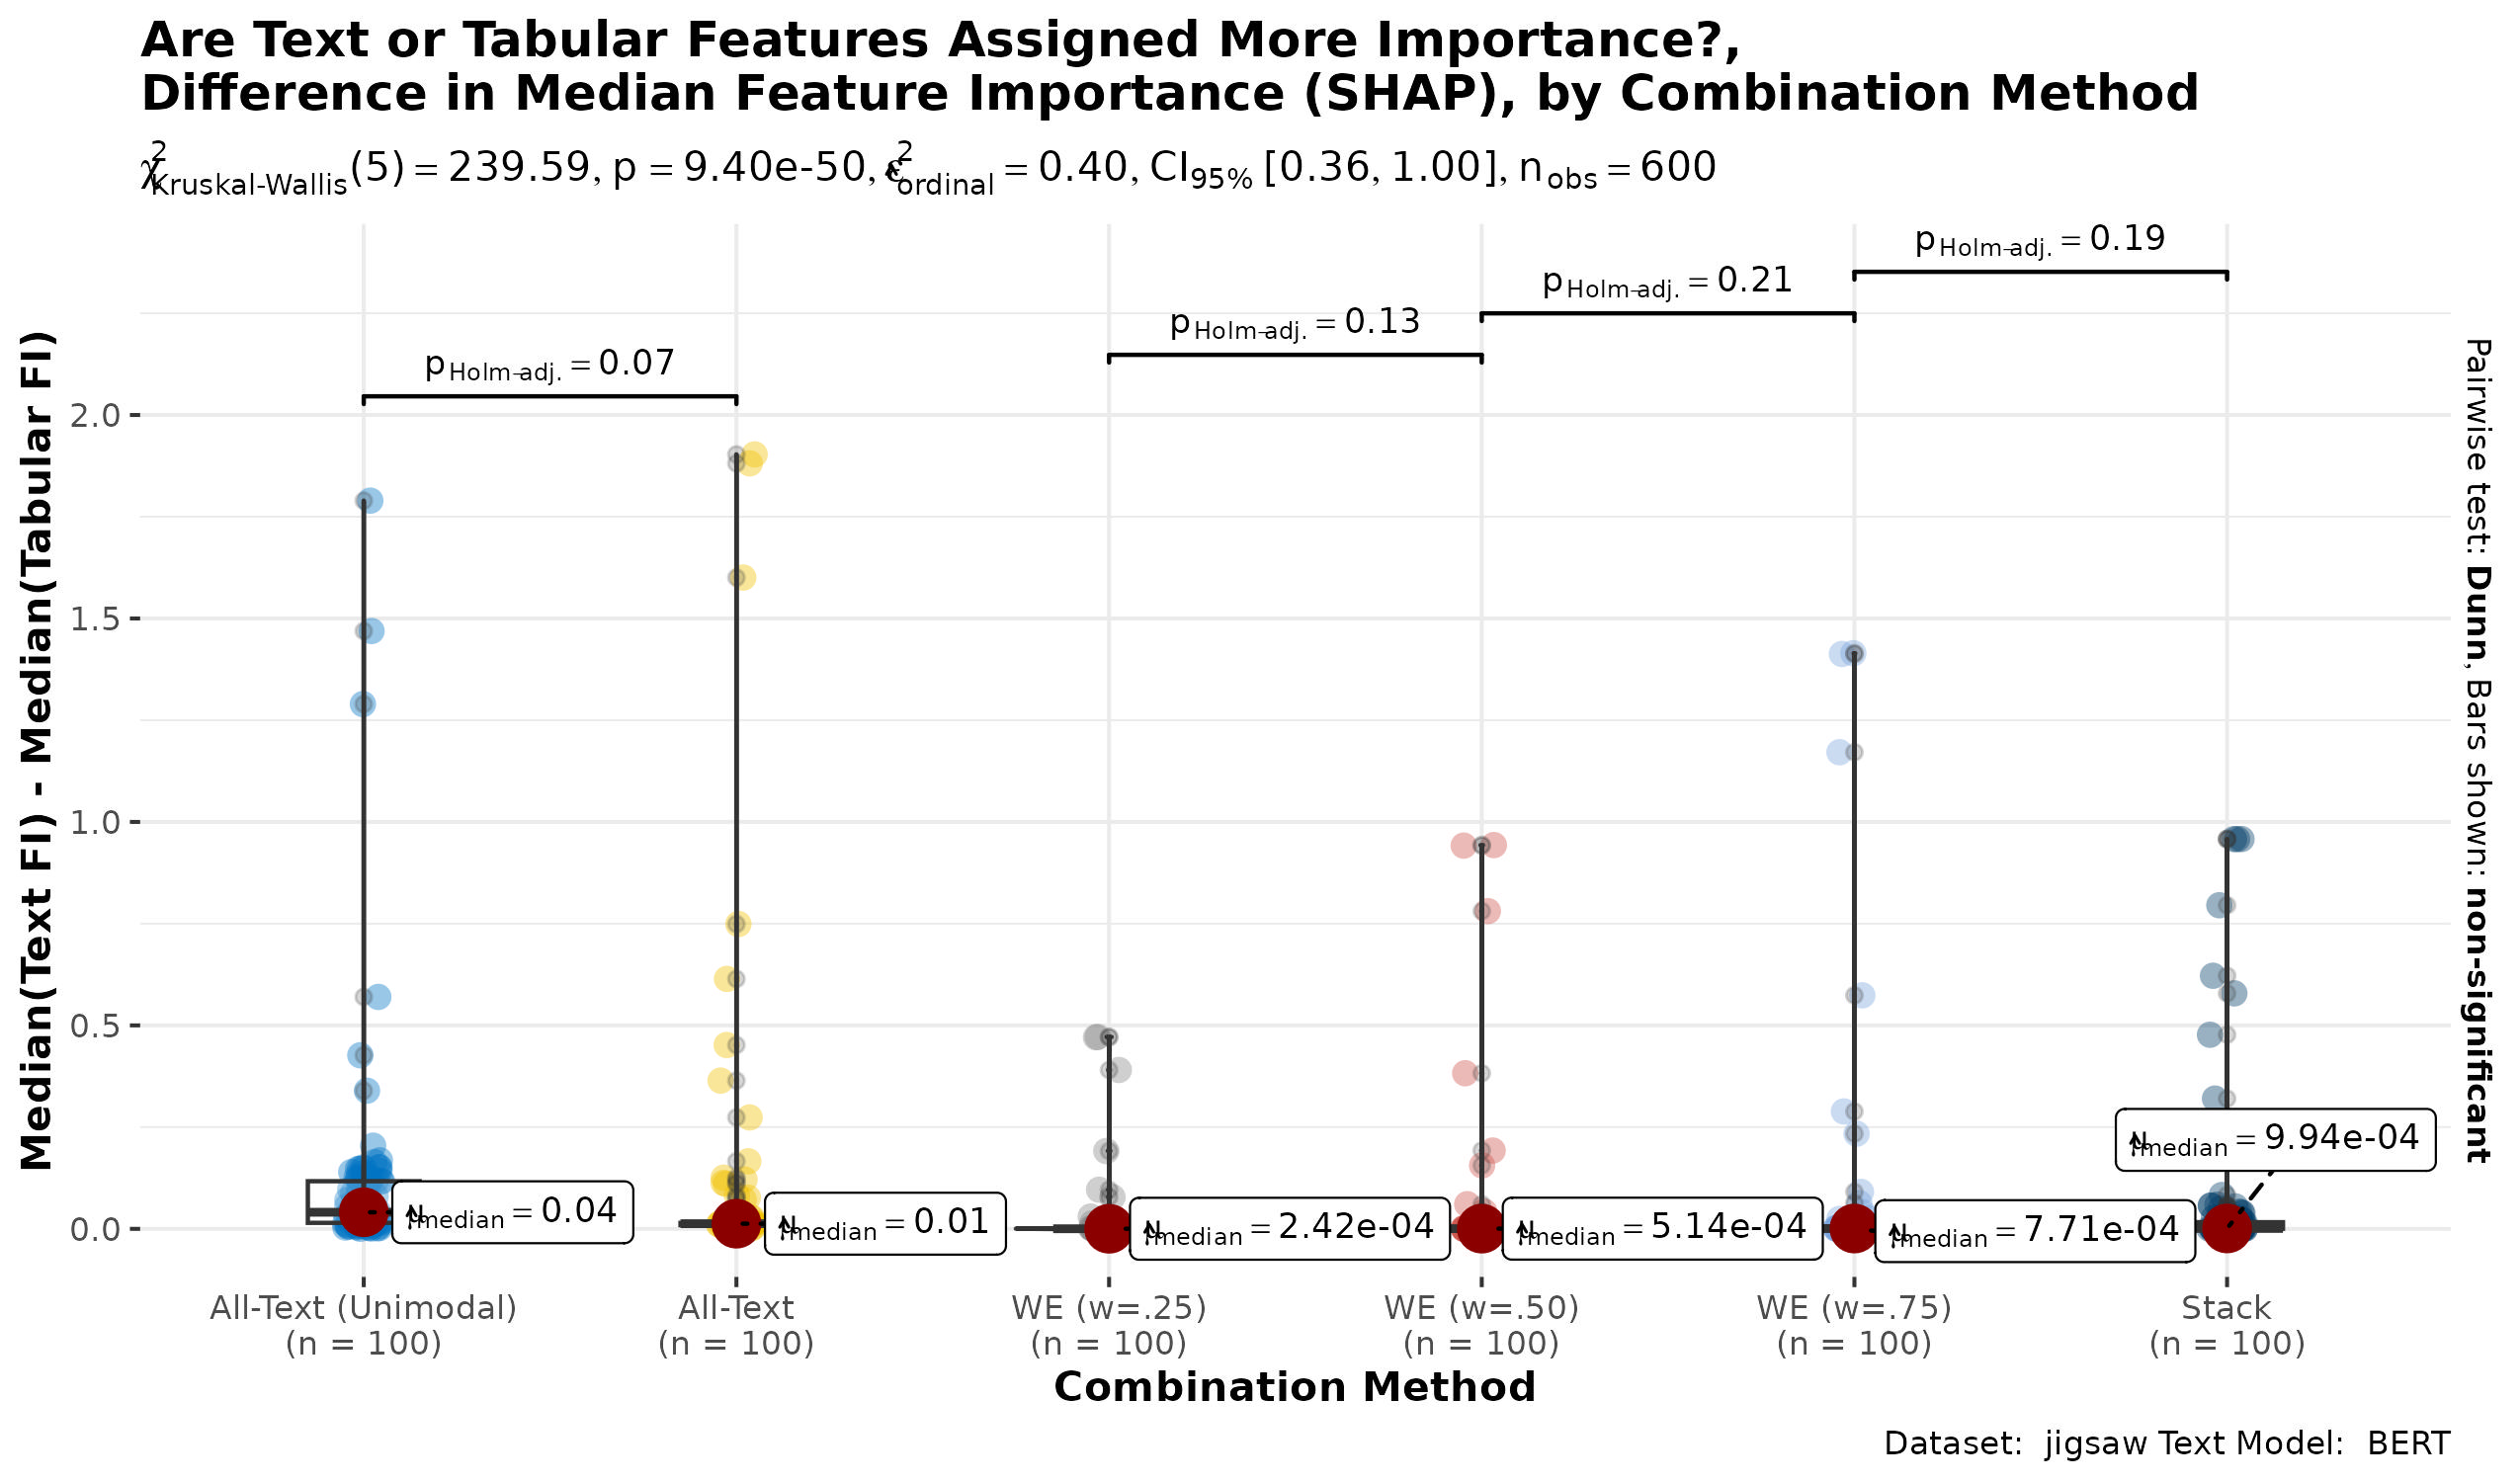 Are Text or Tabular Features Assigned More Importance?,
Difference in Median Feature Importance (SHAP), by Combination Method
χ²Kruskal-Wallis(5) = 239.59, p = 9.40e-50, ε²ordinal = 0.40, CI95% [0.36, 1.00], nobs = 600
pHolm-adj. = 0.19
pHolm-adj. = 0.21
pHolm-adj. = 0.13
pHolm-adj. = 0.07
Median(Text FI) - Median(Tabular FI)
2.0
1.5
1.0
0.5
0.0
μ̂median = 0.04
μ̂median = 0.01
μ̂median = 2.42e-04
μ̂median = 5.14e-04
μ̂median = 7.71e-04
μ̂median = 9.94e-04
Pairwise test: Dunn, Bars shown: non-significant
All-Text (Unimodal)
(n = 100)
All-Text
(n = 100)
WE (w=.25)
(n = 100)
WE (w=.50)
(n = 100)
WE (w=.75)
(n = 100)
Stack
(n = 100)
Combination Method
Dataset: jigsaw Text Model: BERT